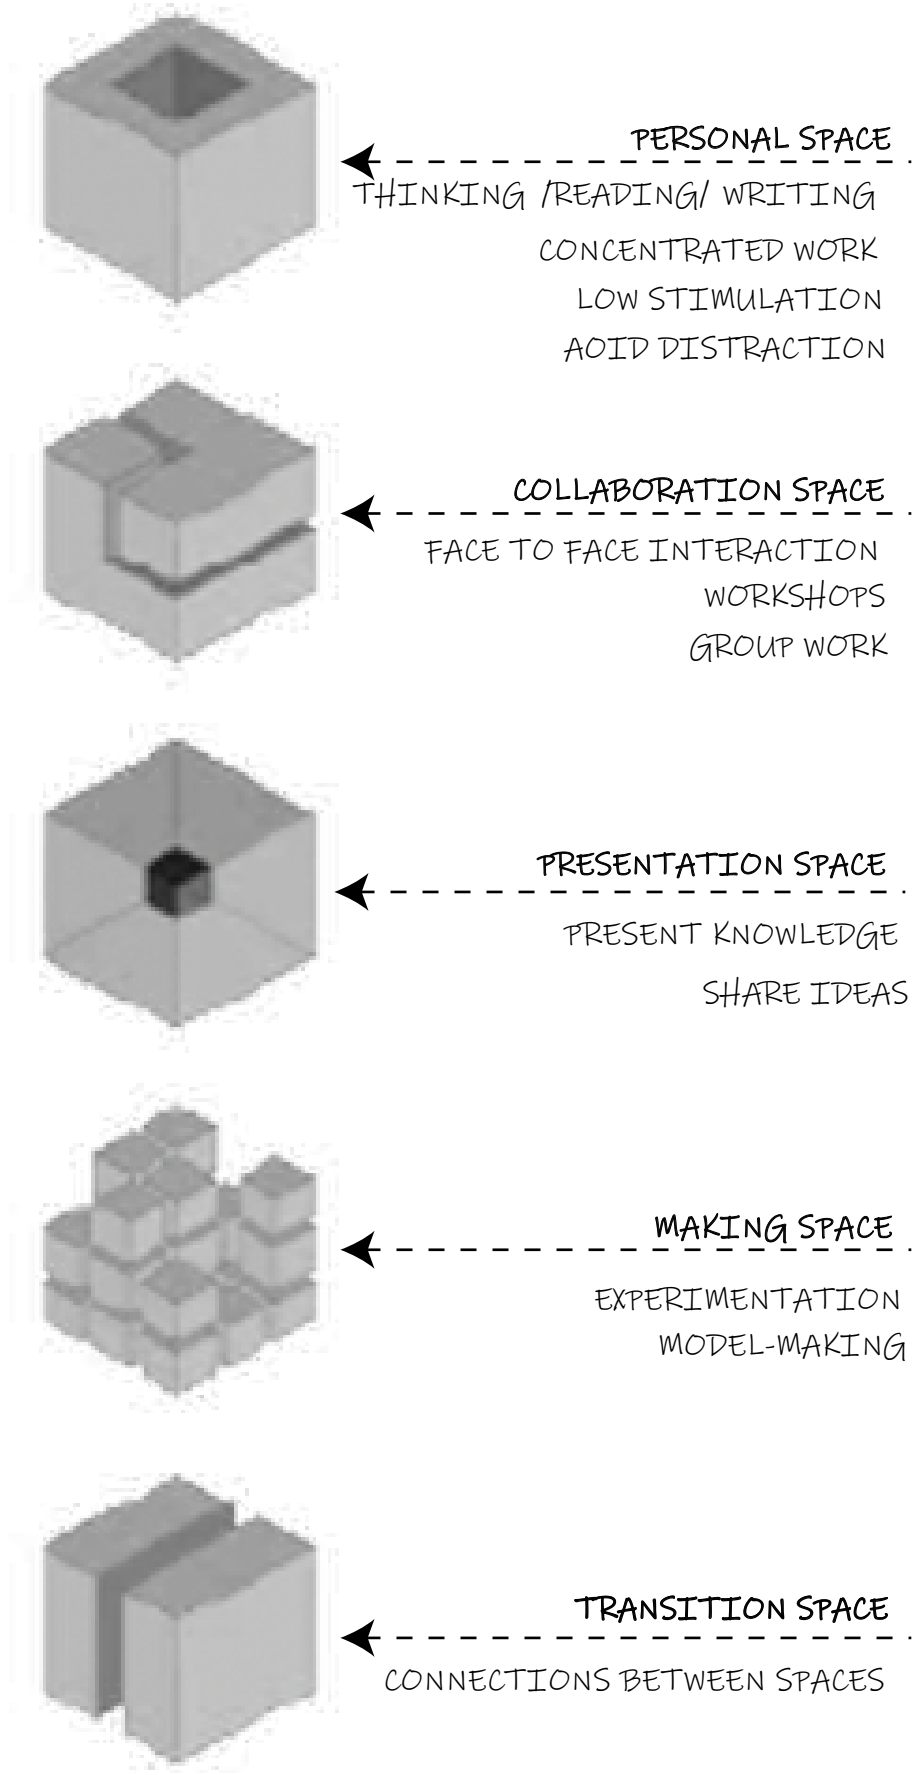 PERSONAL SPACE
THINKING /READING/ WRITING
CONCENTRATED WORK
LOW STIMULATION
AOID DISTRACTION
COLLABORATION SPACE
FACE TO FACE INTERACTION
WORKSHOPS
GROUP WORK
PRESENTATION SPACE
PRESENT KNOWLEDGE
SHARE IDEAS
MAKING SPACE
EXPERIMENTATION
MODEL-MAKING
TRANSITION SPACE
CONNECTIONS BETWEEN SPACES